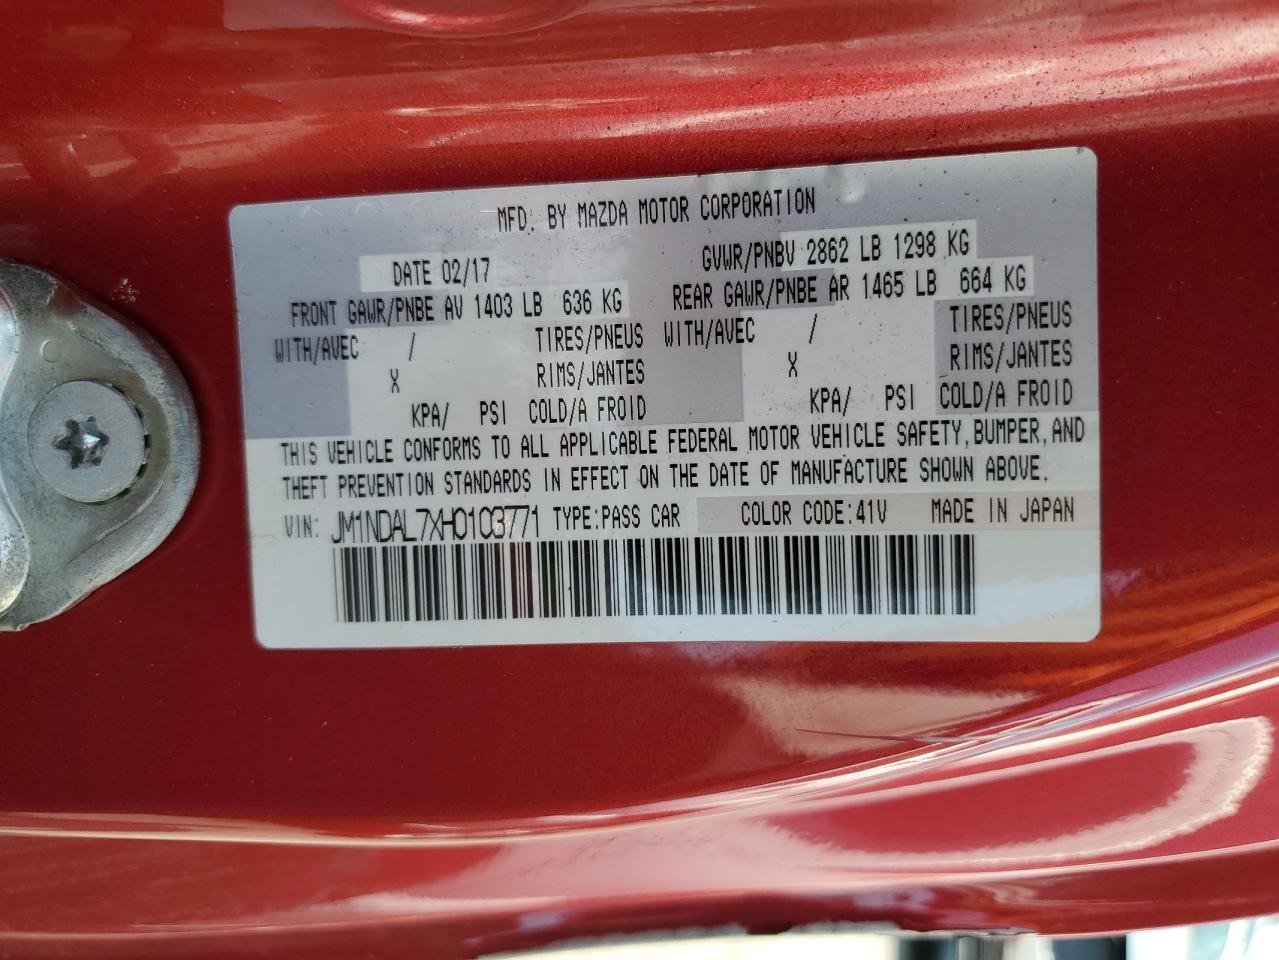 MFD. BY MAZDA MOTOR CORPORATION
DATE 02/17 GVWR/PNBV 2862 LB 1298 KG
FRONT GAWR/PNBE AV 1403 LB 636 KG REAR GAWR/PNBE AR 1465 LB 664 KG
WITH/AVEC / TIRES/PNEUS WITH/AVEC / TIRES/PNEUS
X RIMS/JANTES X RIMS/JANTES
KPA/ PSI COLD/A FROID KPA/ PSI COLD/A FROID
THIS VEHICLE CONFORMS TO ALL APPLICABLE FEDERAL MOTOR VEHICLE SAFETY, BUMPER, AND
THEFT PREVENTION STANDARDS IN EFFECT ON THE DATE OF MANUFACTURE SHOWN ABOVE.
VIN: JM1NDAL7XH0103771 TYPE:PASS CAR COLOR CODE:41V MADE IN JAPAN